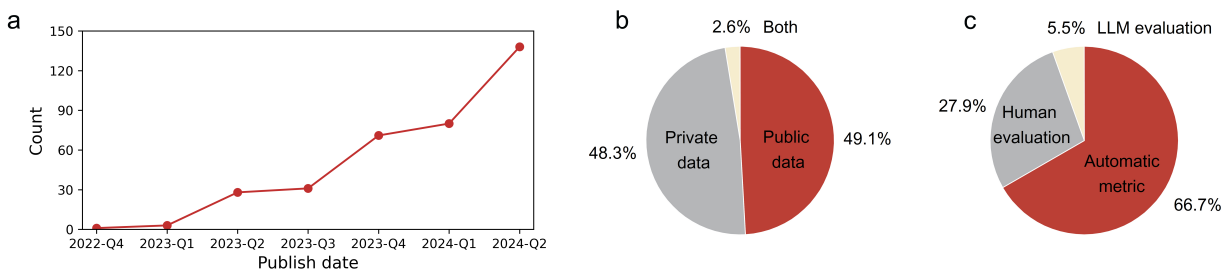 a
150
120
90
60
30
0
Count
2022-Q4 2023-Q1 2023-Q2 2023-Q3 2023-Q4 2024-Q1 2024-Q2
Publish date
b
2.6% Both
Private
data
Public
data
48.3%
49.1%
c
5.5% LLM evaluation
27.9%
Human
evaluation
Automatic
metric
66.7%